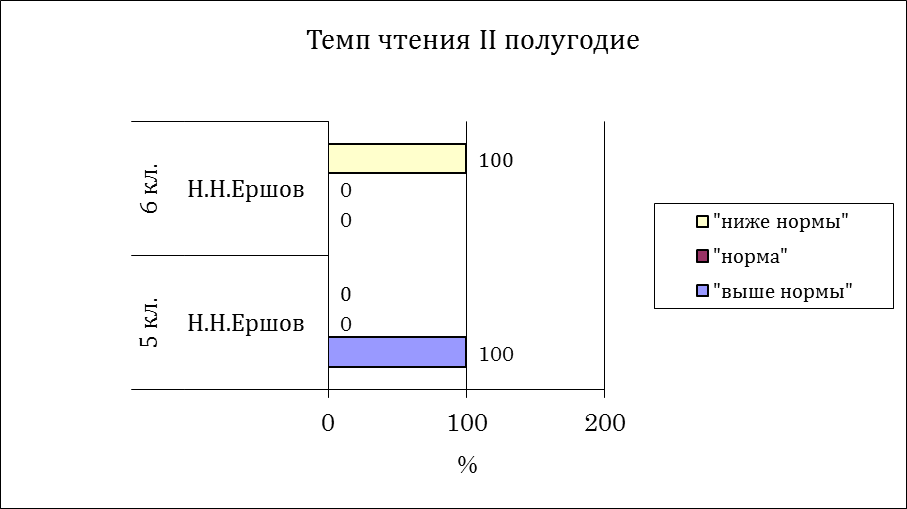 Темп чтения II полугодие
6 кл.
Н.Н.Ершов
100
0
0
5 кл.
Н.Н.Ершов
0
0
100
0 100 200
%
"ниже нормы"
"норма"
"выше нормы"